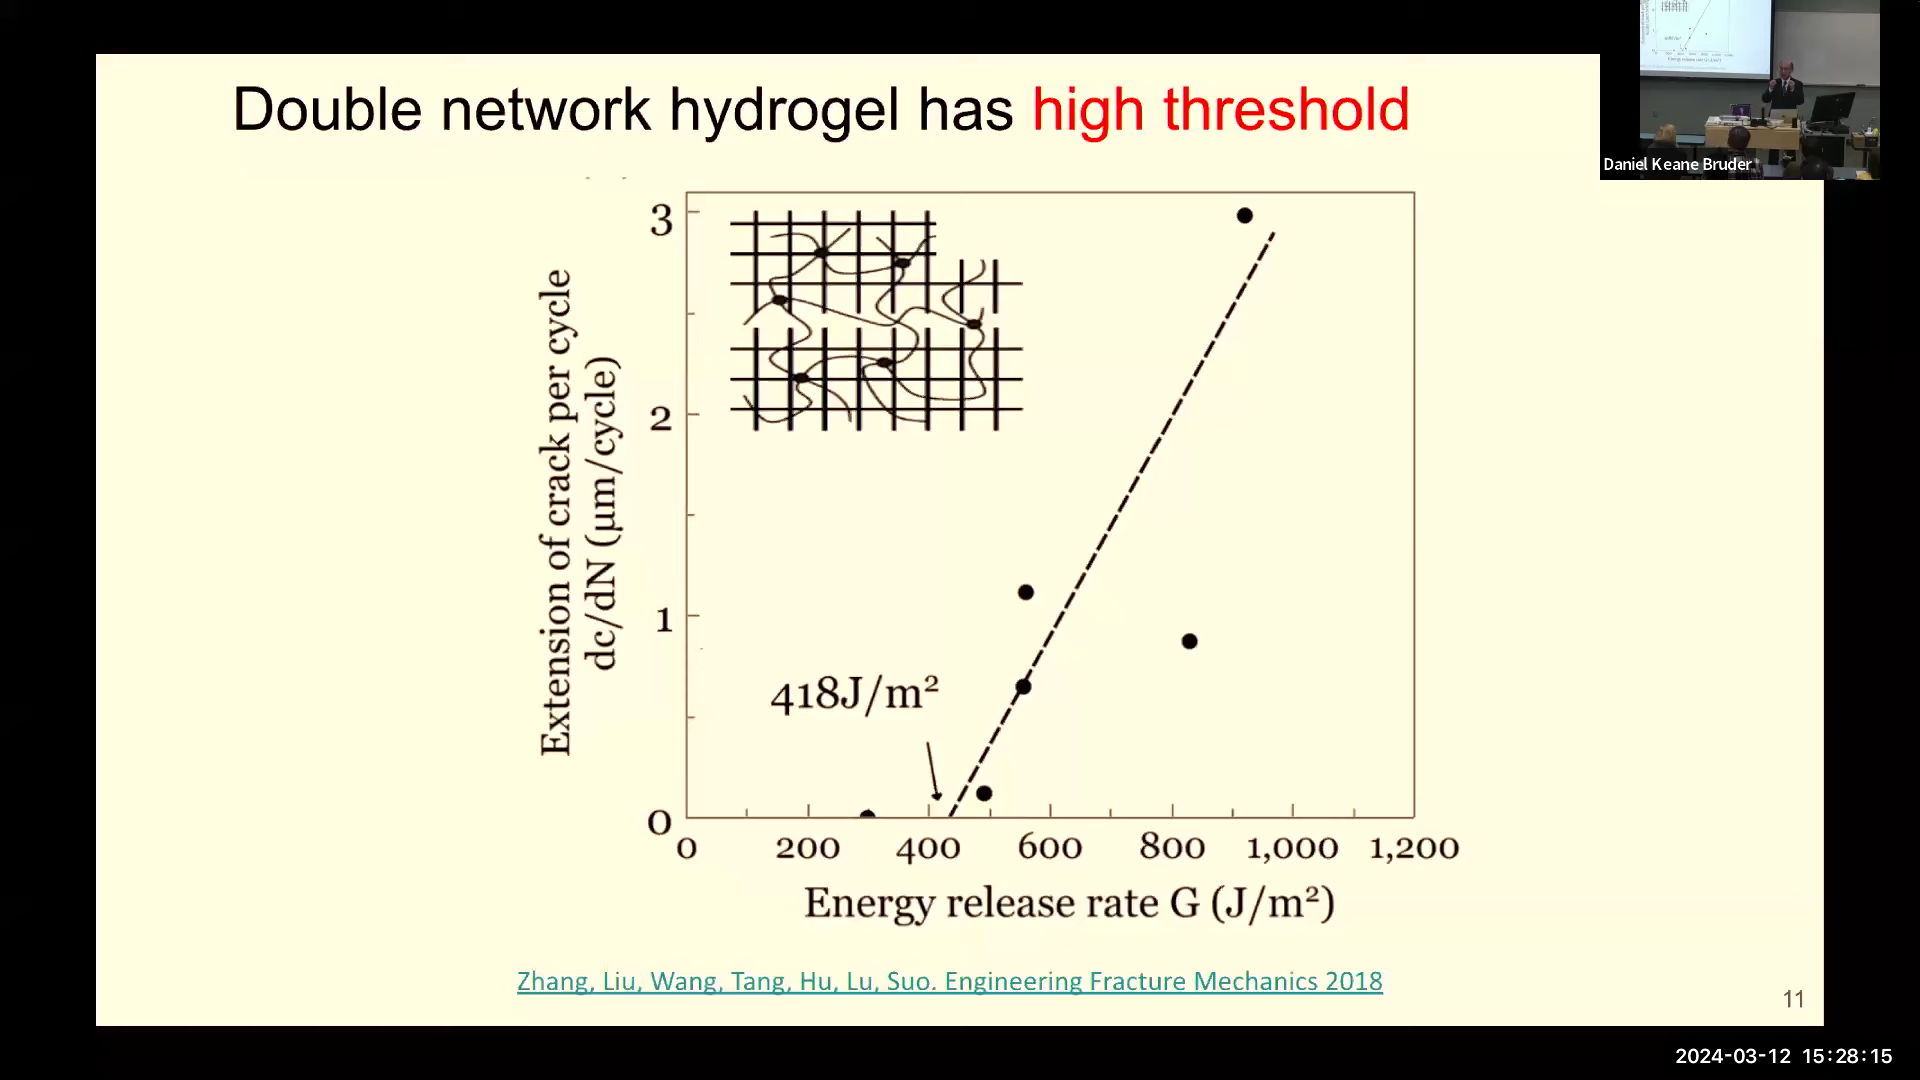 Double network hydrogel has high threshold
Daniel Keane Bruder
Extension of crack per cycle
dc/dN (μm/cycle)
3
2
1
0
418J/m²
0 200 400 600 800 1,000 1,200
Energy release rate G (J/m²)
Zhang, Liu, Wang, Tang, Hu, Lu, Suo. Engineering Fracture Mechanics 2018
11
2024-03-12 15:28:15